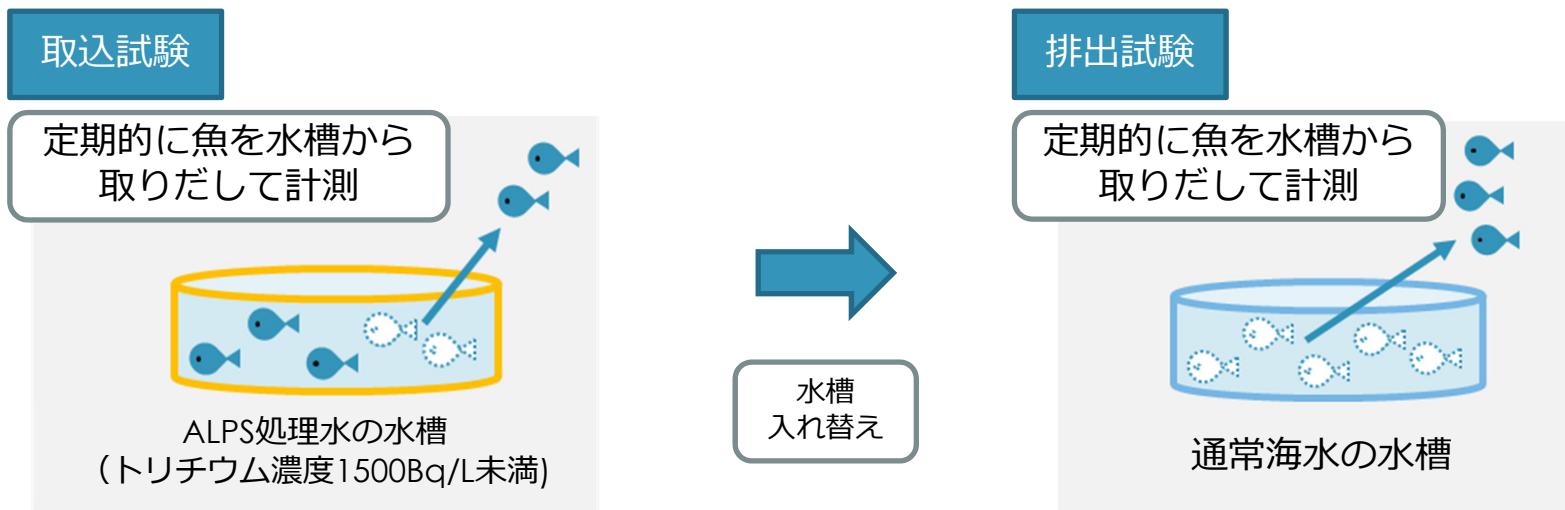 取込試験
定期的に魚を水槽から
取りだして計測
ALPS処理水の水槽
（トリチウム濃度1500Bq/L未満)
水槽
入れ替え
排出試験
定期的に魚を水槽から
取りだして計測
通常海水の水槽